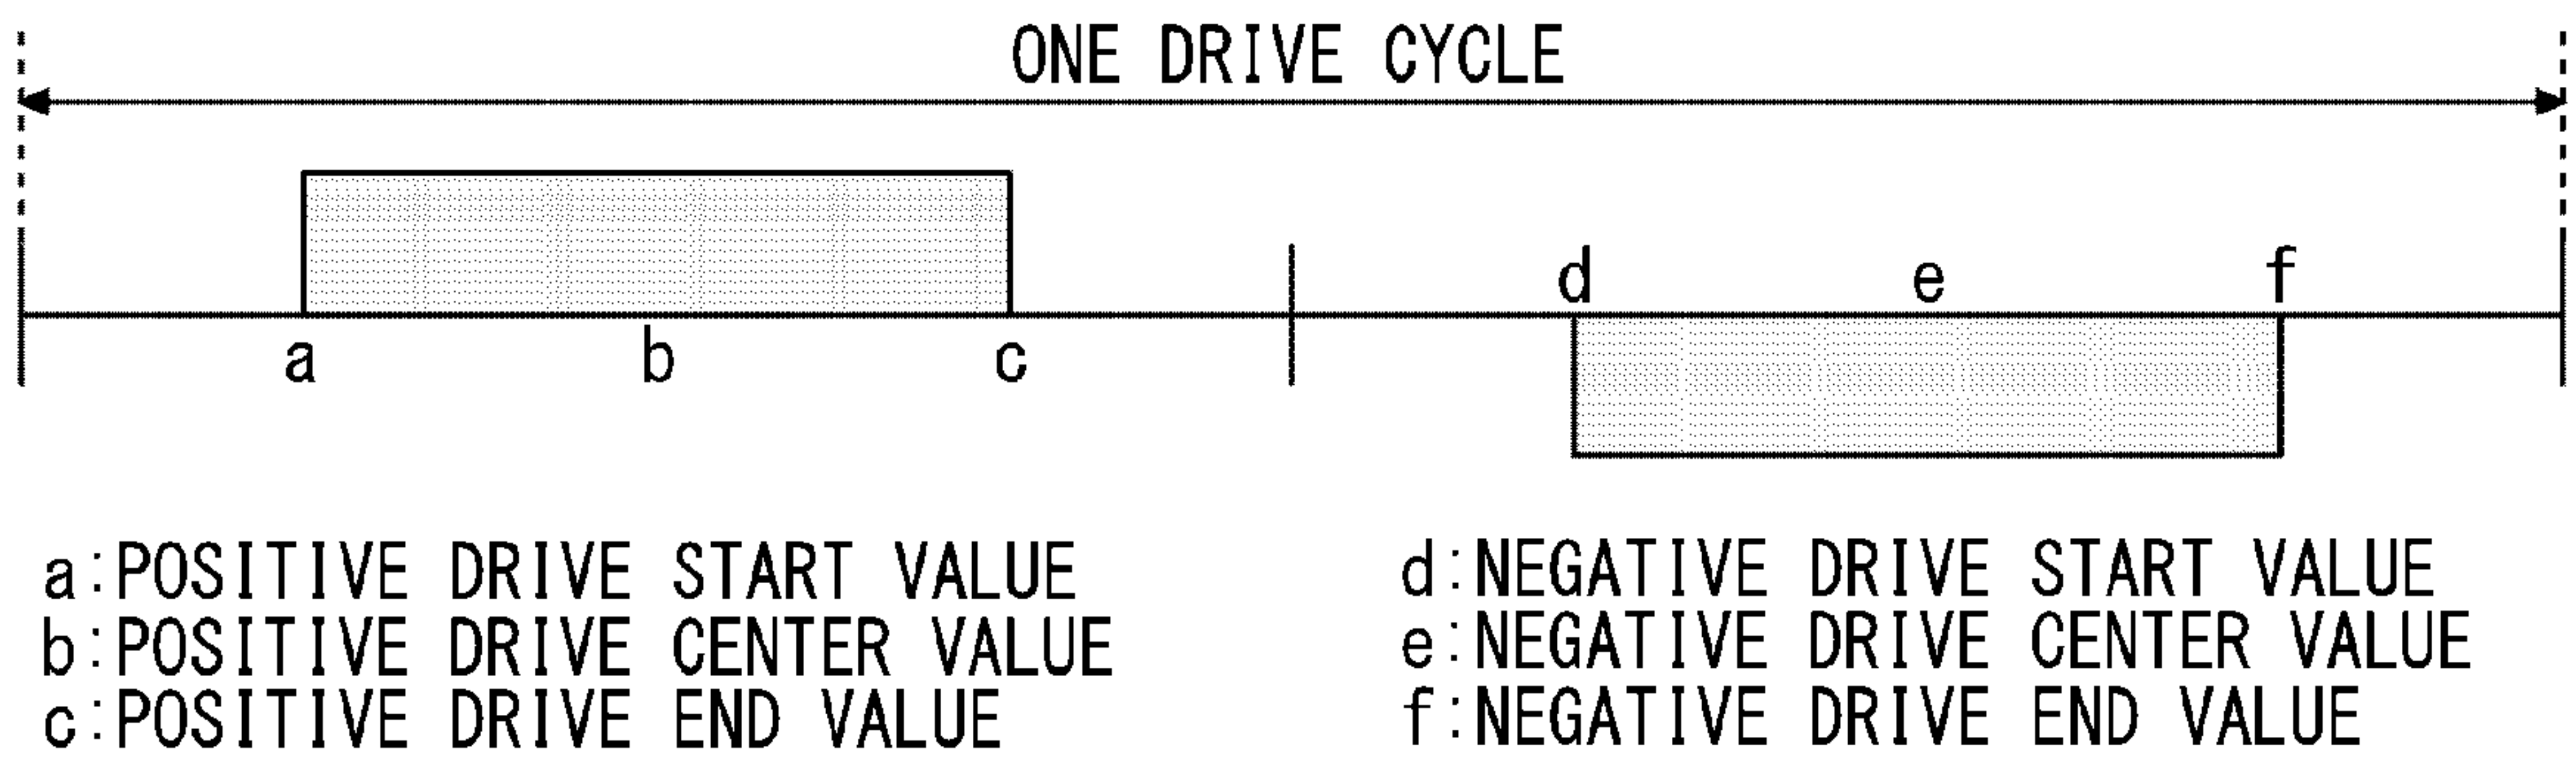 ONE DRIVE CYCLE
d e f
a b c
a:POSITIVE DRIVE START VALUE
b:POSITIVE DRIVE CENTER VALUE
c:POSITIVE DRIVE END VALUE
d:NEGATIVE DRIVE START VALUE
e:NEGATIVE DRIVE CENTER VALUE
f:NEGATIVE DRIVE END VALUE